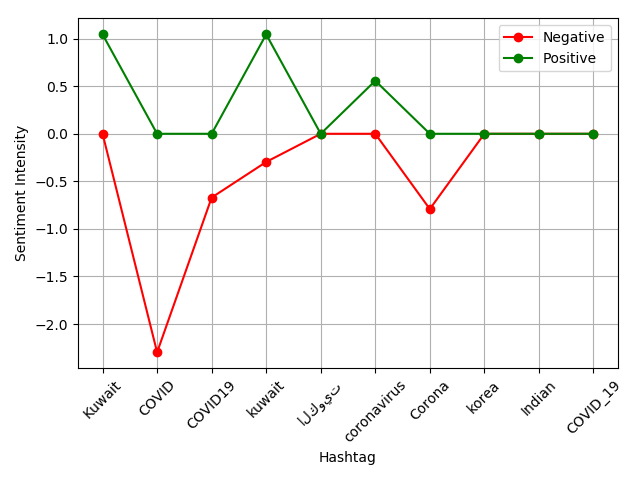 1.0
0.5
0.0
−0.5
−1.0
−1.5
−2.0
Sentiment Intensity
Negative
Positive
Kuwait
COVID
COVID19
kuwait
الكويت
coronavirus
Corona
korea
Indian
COVID_19
Hashtag